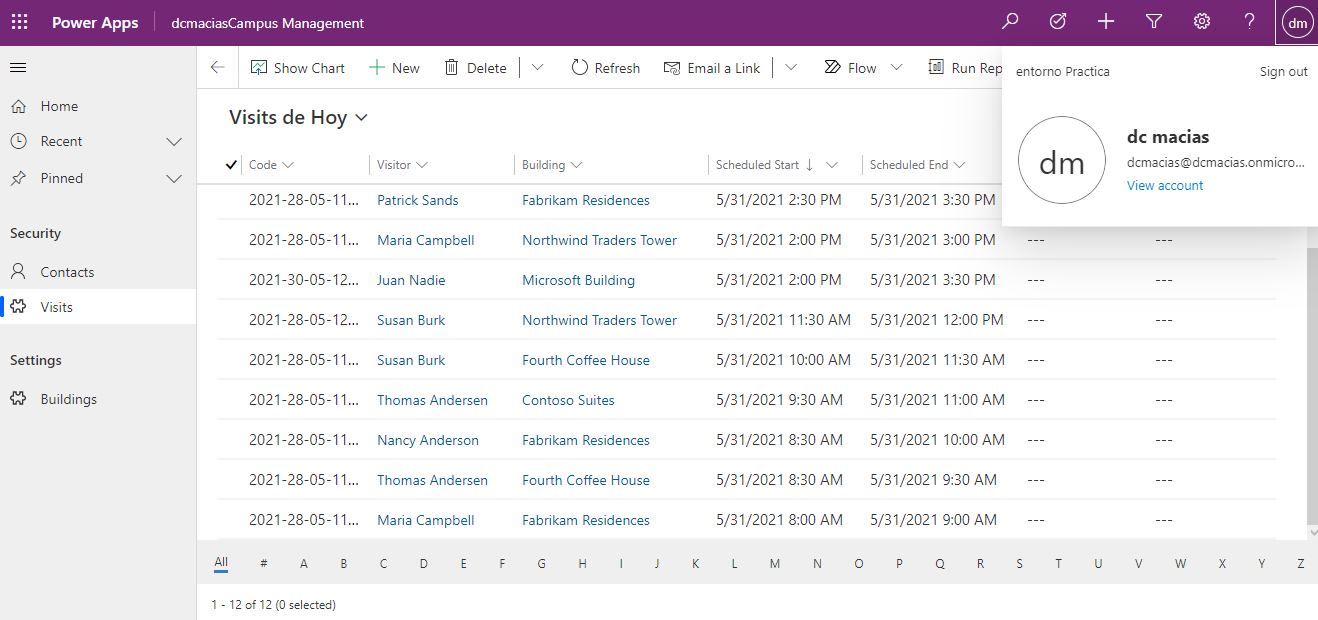 Power Apps dcmaciasCampus Management dm
Show Chart New Delete Refresh Email a Link Flow Run Rep
entorno Practica Sign out
dm
dc macias
dcmacias@dcmacias.onmicro...
View account
Home
Recent
Pinned
Security
Contacts
Visits
Settings
Buildings
Visits de Hoy
Code Visitor Building Scheduled Start Scheduled End
2021-28-05-11... Patrick Sands Fabrikam Residences 5/31/2021 2:30 PM 5/31/2021 3:30 PM
2021-28-05-11... Maria Campbell Northwind Traders Tower 5/31/2021 2:00 PM 5/31/2021 3:00 PM --- ---
2021-30-05-12... Juan Nadie Microsoft Building 5/31/2021 2:00 PM 5/31/2021 3:30 PM --- ---
2021-28-05-12... Susan Burk Northwind Traders Tower 5/31/2021 11:30 AM 5/31/2021 12:00 PM --- ---
2021-28-05-11... Susan Burk Fourth Coffee House 5/31/2021 10:00 AM 5/31/2021 11:30 AM --- ---
2021-28-05-11... Thomas Andersen Contoso Suites 5/31/2021 9:30 AM 5/31/2021 11:00 AM --- ---
2021-28-05-11... Nancy Anderson Fabrikam Residences 5/31/2021 8:30 AM 5/31/2021 10:00 AM --- ---
2021-28-05-11... Thomas Andersen Fourth Coffee House 5/31/2021 8:30 AM 5/31/2021 9:30 AM --- ---
2021-28-05-11... Maria Campbell Fabrikam Residences 5/31/2021 8:00 AM 5/31/2021 9:00 AM --- ---
All # A B C D E F G H I J K L M N O P Q R S T U V W X Y Z
1 - 12 of 12 (0 selected)